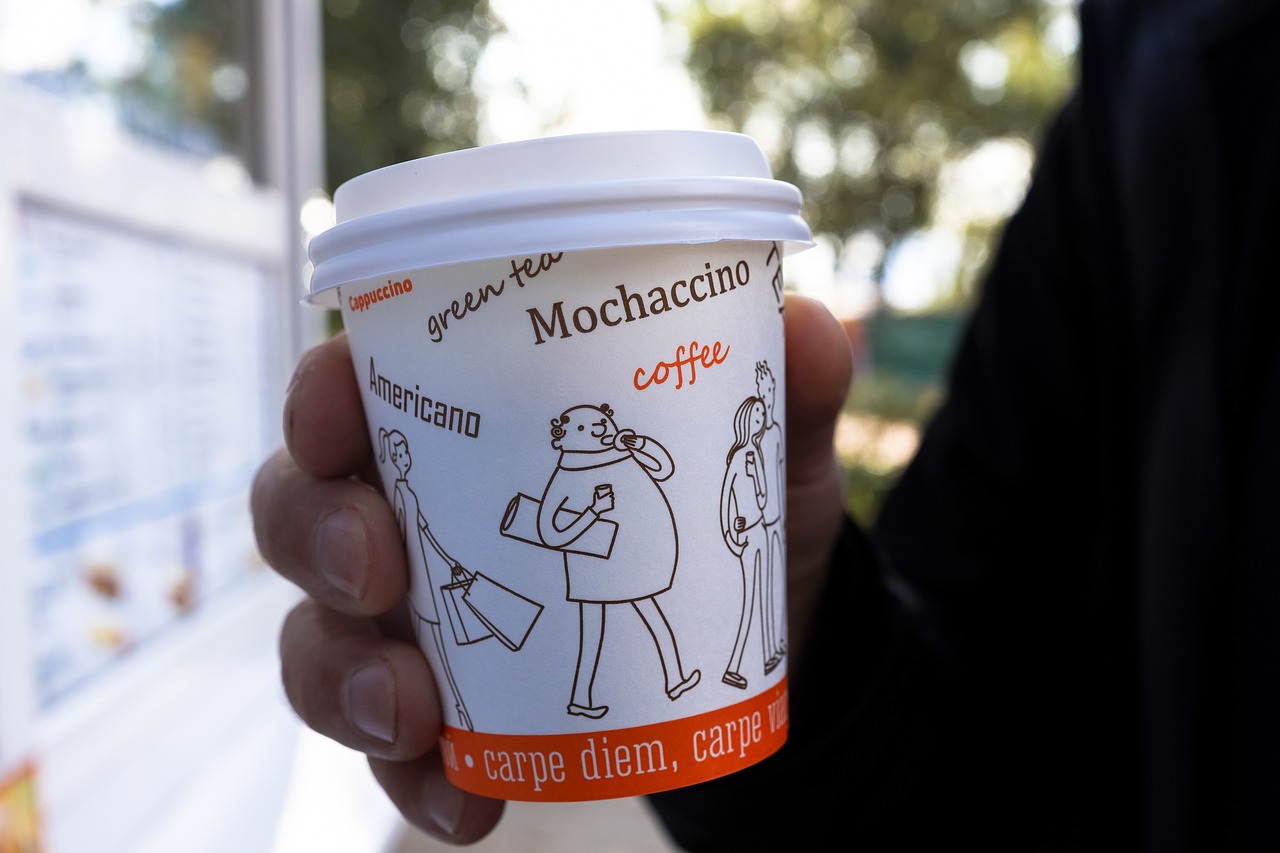 Cappuccino
green tea
Mochaccino
coffee
Americano
• carpe diem, carpe